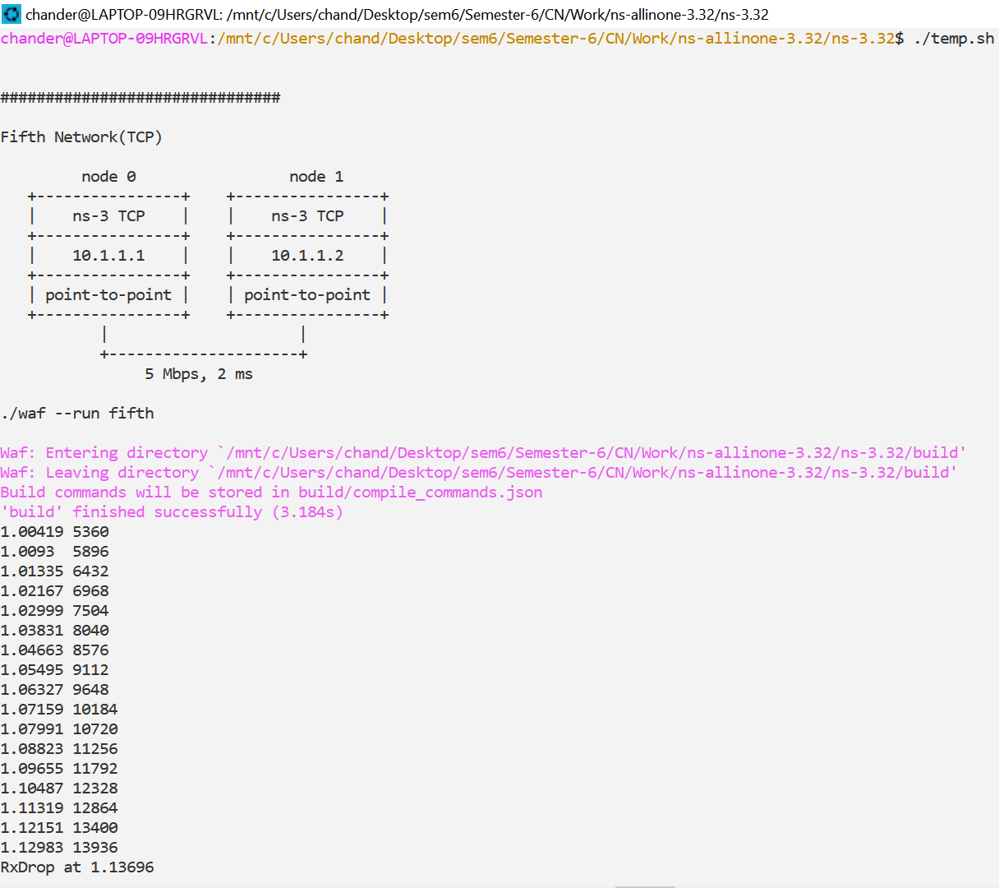 chander@LAPTOP-09HRGRVL: /mnt/c/Users/chand/Desktop/sem6/Semester-6/CN/Work/ns-allinone-3.32/ns-3.32
chander@LAPTOP-09HRGRVL:/mnt/c/Users/chand/Desktop/sem6/Semester-6/CN/Work/ns-allinone-3.32/ns-3.32$ ./temp.sh
###############################
Fifth Network(TCP)
         node 0                 node 1
   +----------------+    +----------------+
   |    ns-3 TCP    |    |    ns-3 TCP    |
   +----------------+    +----------------+
   |    10.1.1.1    |    |    10.1.1.2    |
   +----------------+    +----------------+
   | point-to-point |    | point-to-point |
   +----------------+    +----------------+
           |                     |
           +---------------------+
                5 Mbps, 2 ms
./waf --run fifth
Waf: Entering directory `/mnt/c/Users/chand/Desktop/sem6/Semester-6/CN/Work/ns-allinone-3.32/ns-3.32/build'
Waf: Leaving directory `/mnt/c/Users/chand/Desktop/sem6/Semester-6/CN/Work/ns-allinone-3.32/ns-3.32/build'
Build commands will be stored in build/compile_commands.json
'build' finished successfully (3.184s)
1.00419 5360
1.0093  5896
1.01335 6432
1.02167 6968
1.02999 7504
1.03831 8040
1.04663 8576
1.05495 9112
1.06327 9648
1.07159 10184
1.07991 10720
1.08823 11256
1.09655 11792
1.10487 12328
1.11319 12864
1.12151 13400
1.12983 13936
RxDrop at 1.13696